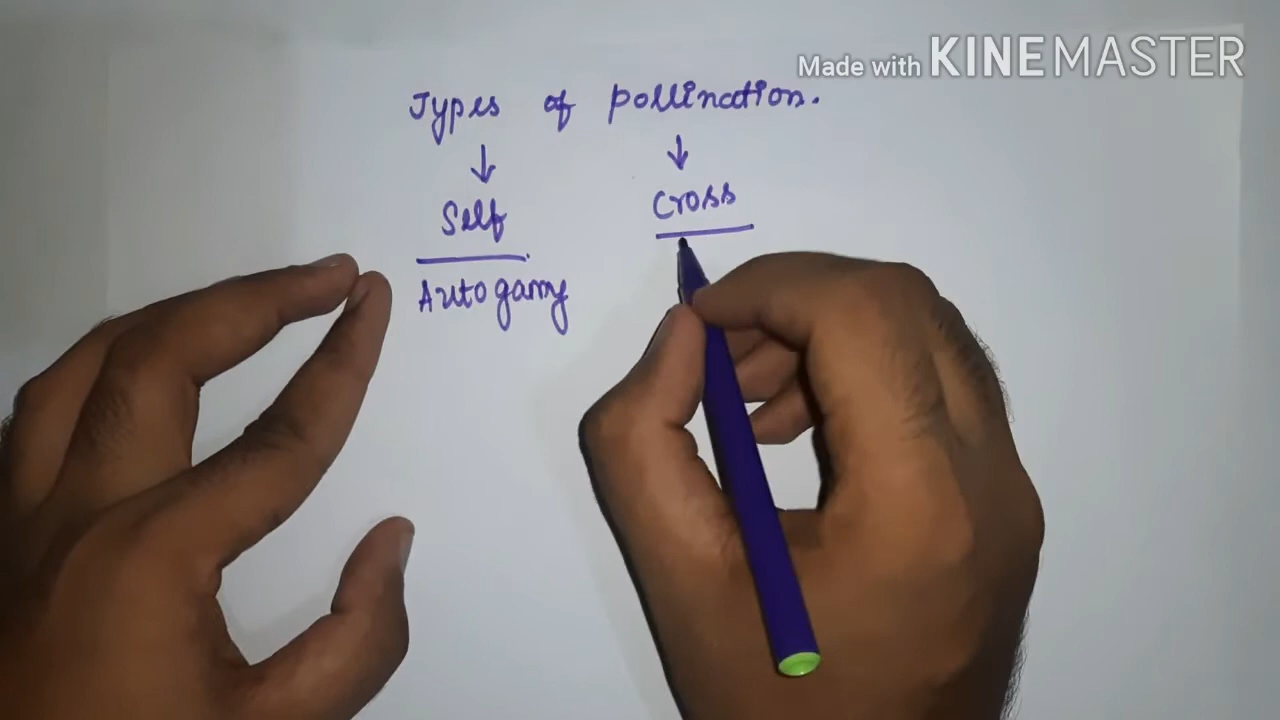 Made with KINEMASTER
Types of pollination.
Self
Cross
Autogamy